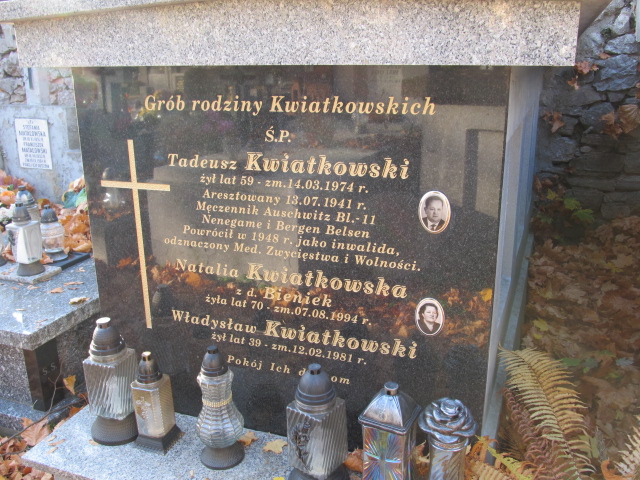 Grób rodziny Kwiatkowskich
Ś.P.
Tadeusz Kwiatkowski
żył lat 59 - zm.14.03.1974 r.
Aresztowany 13.07.1941 r.
Męczennik Auschwitz Bl.-11
Nenegame i Bergen Belsen
Powrócił w 1948 r. jako inwalida,
odznaczony Med. Zwycięstwa i Wolności.
Natalia Kwiatkowska
z d. Bieniek
żyła lat 70 - zm.07.08.1994 r.
Władysław Kwiatkowski
żył lat 39 - zm.12.02.1981 r.
Pokój Ich